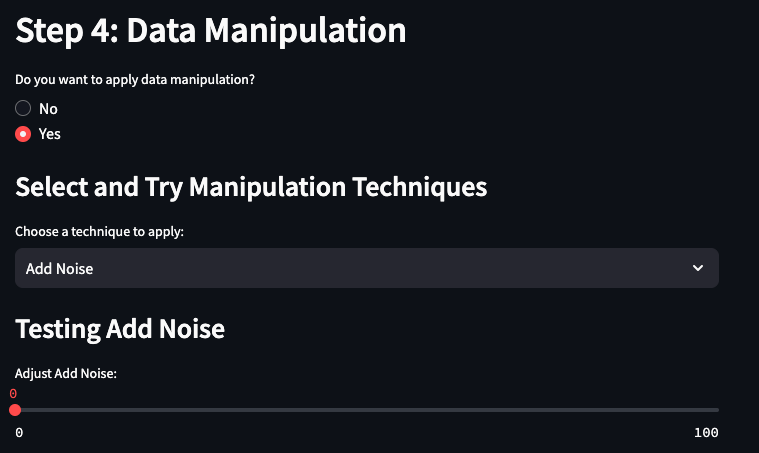 Step 4: Data Manipulation
Do you want to apply data manipulation?
No
Yes
Select and Try Manipulation Techniques
Choose a technique to apply:
Add Noise
Testing Add Noise
Adjust Add Noise:
0
0 100